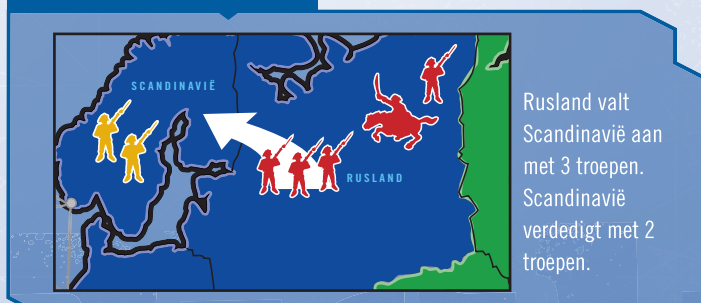 SCANDINAVIË
RUSLAND
Rusland valt
Scandinavië aan
met 3 troepen.
Scandinavië
verdedigt met 2
troepen.